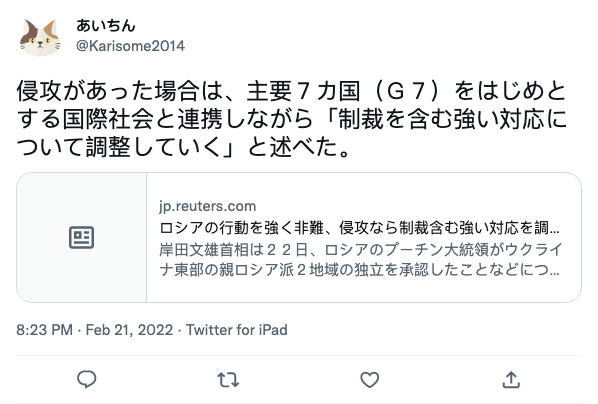 あいちん
@Karisome2014
侵攻があった場合は、主要７カ国（Ｇ７）をはじめと
する国際社会と連携しながら「制裁を含む強い対応に
ついて調整していく」と述べた。
jp.reuters.com
ロシアの行動を強く非難、侵攻なら制裁含む強い対応を調...
岸田文雄首相は２２日、ロシアのプーチン大統領がウクライ
ナ東部の親ロシア派２地域の独立を承認したことなどにつ...
8:23 PM · Feb 21, 2022 · Twitter for iPad